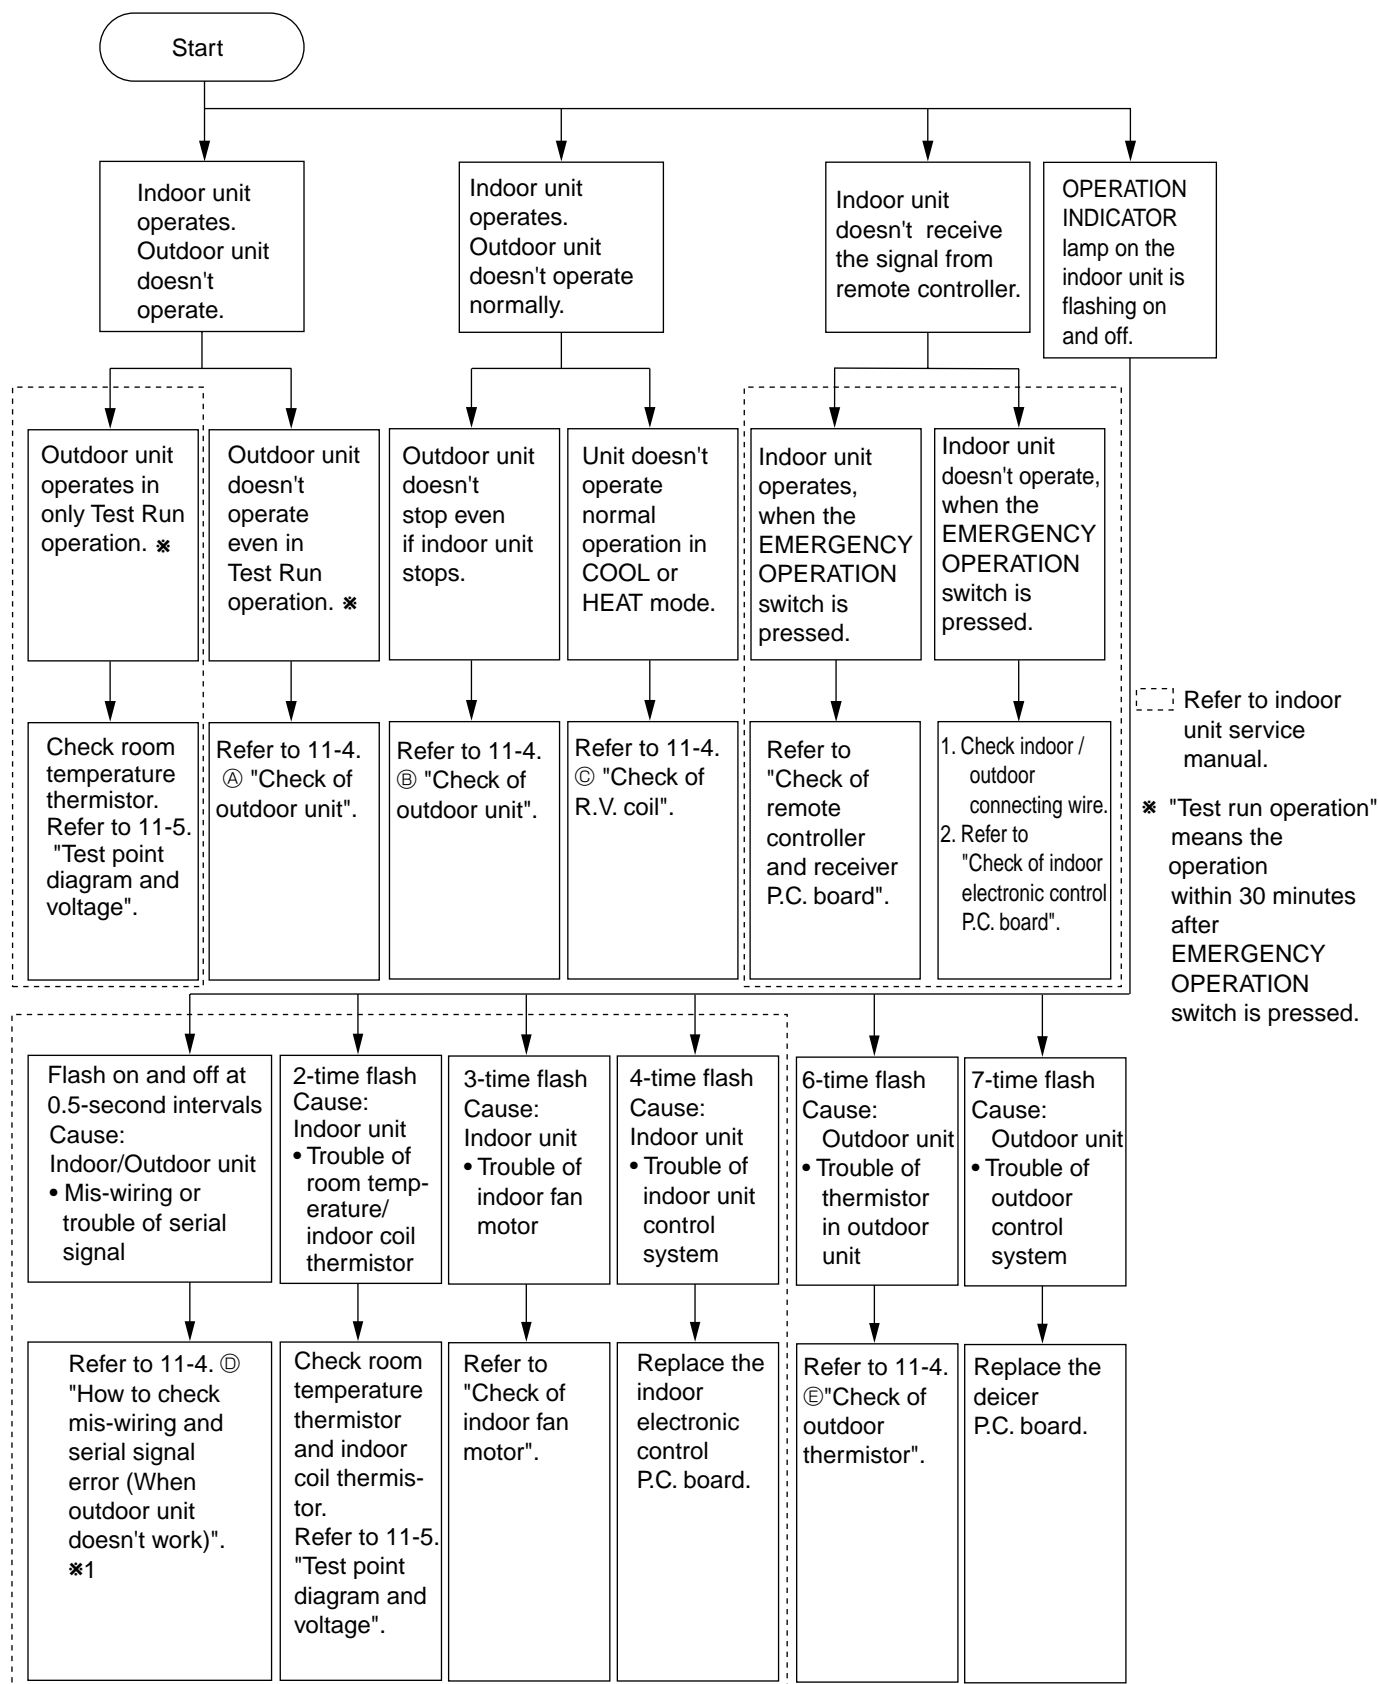 Start
Indoor unit
operates.
Outdoor unit
doesn't
operate.
Indoor unit
operates.
Outdoor unit
doesn't operate
normally.
Indoor unit
doesn't receive
the signal from
remote controller.
OPERATION
INDICATOR
lamp on the
indoor unit is
flashing on
and off.
Outdoor unit
operates in
only Test Run
operation. ※
Outdoor unit
doesn't
operate
even in
Test Run
operation. ※
Outdoor unit
doesn't
stop even
if indoor unit
stops.
Unit doesn't
operate
normal
operation in
COOL or
HEAT mode.
Indoor unit
operates,
when the
EMERGENCY
OPERATION
switch is
pressed.
Indoor unit
doesn't operate,
when the
EMERGENCY
OPERATION
switch is
pressed.
Check room
temperature
thermistor.
Refer to 11-5.
"Test point
diagram and
voltage".
Refer to 11-4.
Ⓐ "Check of
outdoor unit".
Refer to 11-4.
Ⓑ "Check of
outdoor unit".
Refer to 11-4.
Ⓒ "Check of
R.V. coil".
Refer to
"Check of
remote
controller
and receiver
P.C. board".
1. Check indoor /
outdoor
connecting wire.
2. Refer to
"Check of indoor
electronic control
P.C. board".
Refer to indoor
unit service
manual.
※ "Test run operation"
means the
operation
within 30 minutes
after
EMERGENCY
OPERATION
switch is pressed.
Flash on and off at
0.5-second intervals
Cause:
Indoor/Outdoor unit
• Mis-wiring or
trouble of serial
signal
2-time flash
Cause:
Indoor unit
• Trouble of
room temp-
erature/
indoor coil
thermistor
3-time flash
Cause:
Indoor unit
• Trouble of
indoor fan
motor
4-time flash
Cause:
Indoor unit
• Trouble of
indoor unit
control
system
6-time flash
Cause:
Outdoor unit
• Trouble of
thermistor
in outdoor
unit
7-time flash
Cause:
Outdoor unit
• Trouble of
outdoor
control
system
Refer to 11-4. Ⓓ
"How to check
mis-wiring and
serial signal
error (When
outdoor unit
doesn't work)".
※1
Check room
temperature
thermistor
and indoor
coil thermis-
tor.
Refer to 11-5.
"Test point
diagram and
voltage".
Refer to
"Check of
indoor fan
motor".
Replace the
indoor
electronic
control
P.C. board.
Refer to 11-4.
Ⓔ"Check of
outdoor
thermistor".
Replace the
deicer
P.C. board.